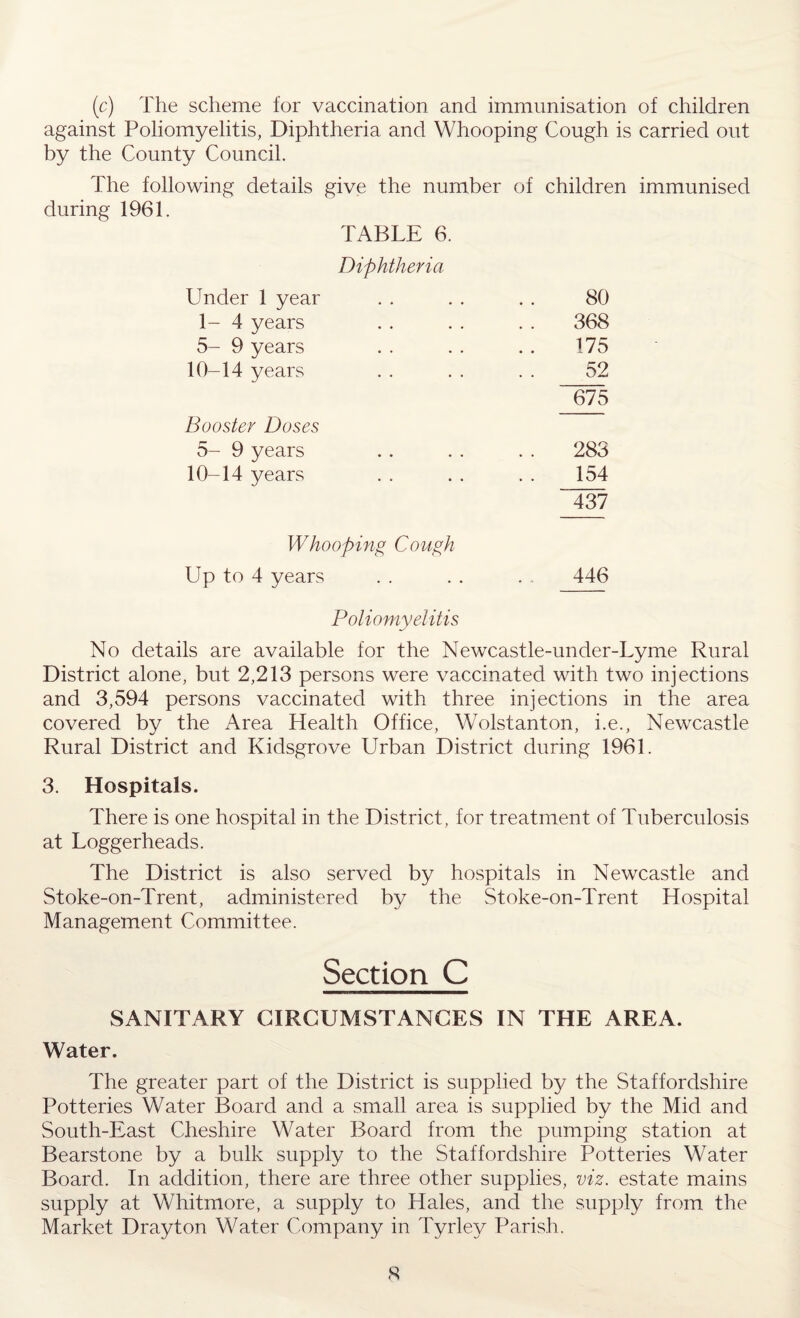 (c) The scheme for vaccination and immunisation of children
against Poliomyelitis, Diphtheria and Whooping Cough is carried out
by the County Council.
The following details give the number of children immunised
during 1961.
TABLE 6.
Diphtheria
Under 1 year . . . . . . 80
1- 4 years . . . . . . 368
5- 9 years . . . . . . 175
10-14 years . . . . . . 52
675
Booster Doses
5- 9 years . . . . . . 283
10-14 years . . . . . . 154
437
Whooping Cough
Up to 4 years . . . . . . 446
Poliomyelitis
No details are available for the Newcastle-under-Lyme Rural
District alone, but 2,213 persons were vaccinated with two injections
and 3,594 persons vaccinated with three injections in the area
covered by the Area Health Office, Wolstanton, i.e., Newcastle
Rural District and Kidsgrove Urban District during 1961.
3. Hospitals.
There is one hospital in the District, for treatment of Tuberculosis
at Loggerheads.
The District is also served by hospitals in Newcastle and
Stoke-on-Trent, administered by the Stoke-on-Trent Hospital
Management Committee.
Section C
SANITARY CIRCUMSTANCES IN THE AREA.
Water.
The greater part of the District is supplied by the Staffordshire
Potteries Water Board and a small area is supplied by the Mid and
South-East Cheshire Water Board from the pumping station at
Bearstone by a bulk supply to the Staffordshire Potteries Water
Board. In addition, there are three other supplies, viz. estate mains
supply at Whitmore, a supply to Hales, and the supply from the
Market Drayton Water Company in Tyrley Parish.
8